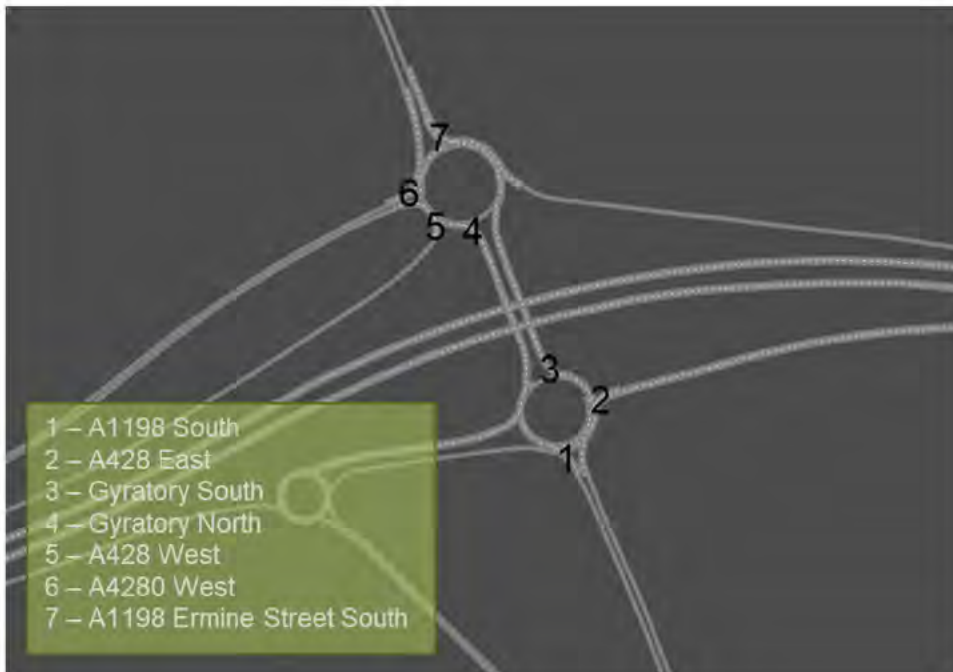 7
6
5
4
3
2
1
1 – A1198 South
2 – A428 East
3 – Gyratory South
4 – Gyratory North
5 – A428 West
6 – A4280 West
7 – A1198 Ermine Street South